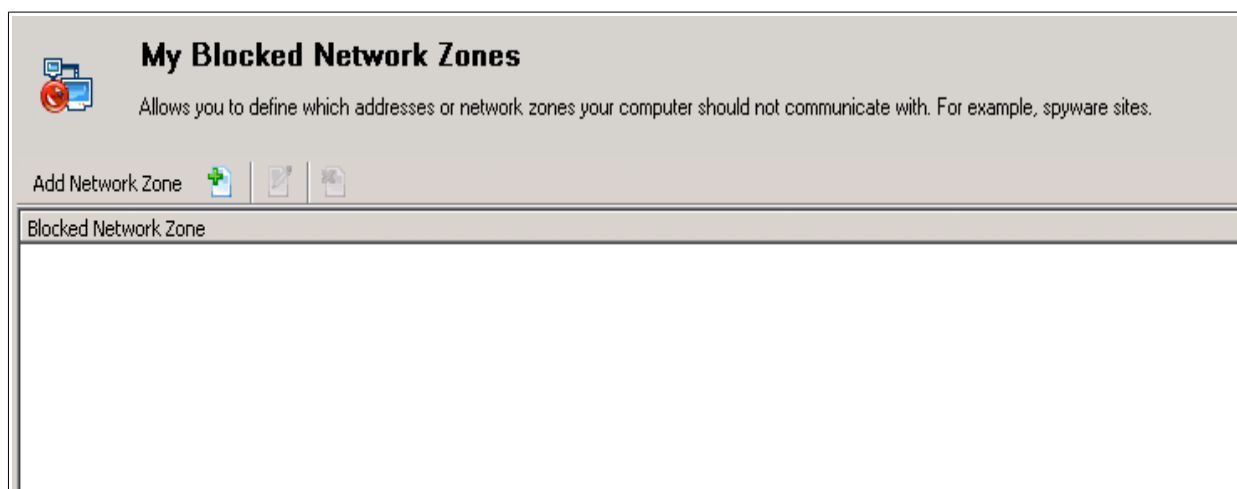 My Blocked Network Zones
Allows you to define which addresses or network zones your computer should not communicate with. For example, spyware sites.
Add Network Zone
Blocked Network Zone